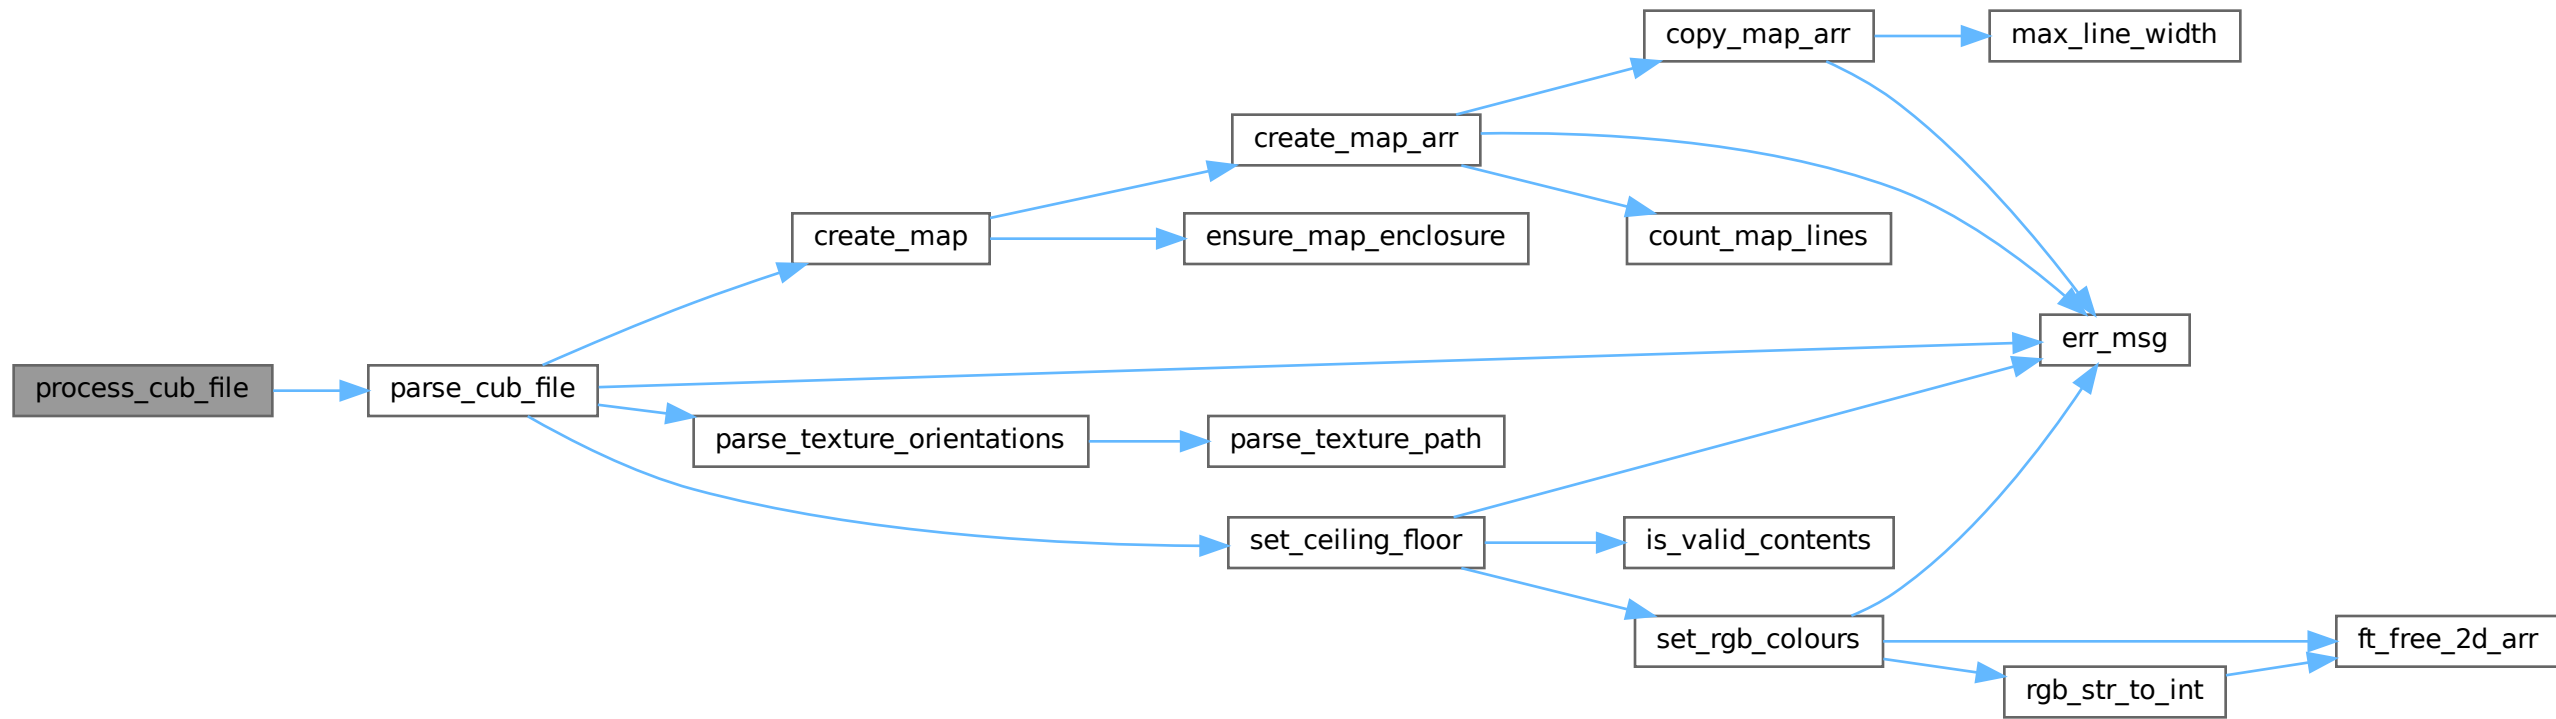 copy_map_arr
max_line_width
create_map_arr
create_map
ensure_map_enclosure
count_map_lines
err_msg
process_cub_file
parse_cub_file
parse_texture_orientations
parse_texture_path
set_ceiling_floor
is_valid_contents
set_rgb_colours
ft_free_2d_arr
rgb_str_to_int